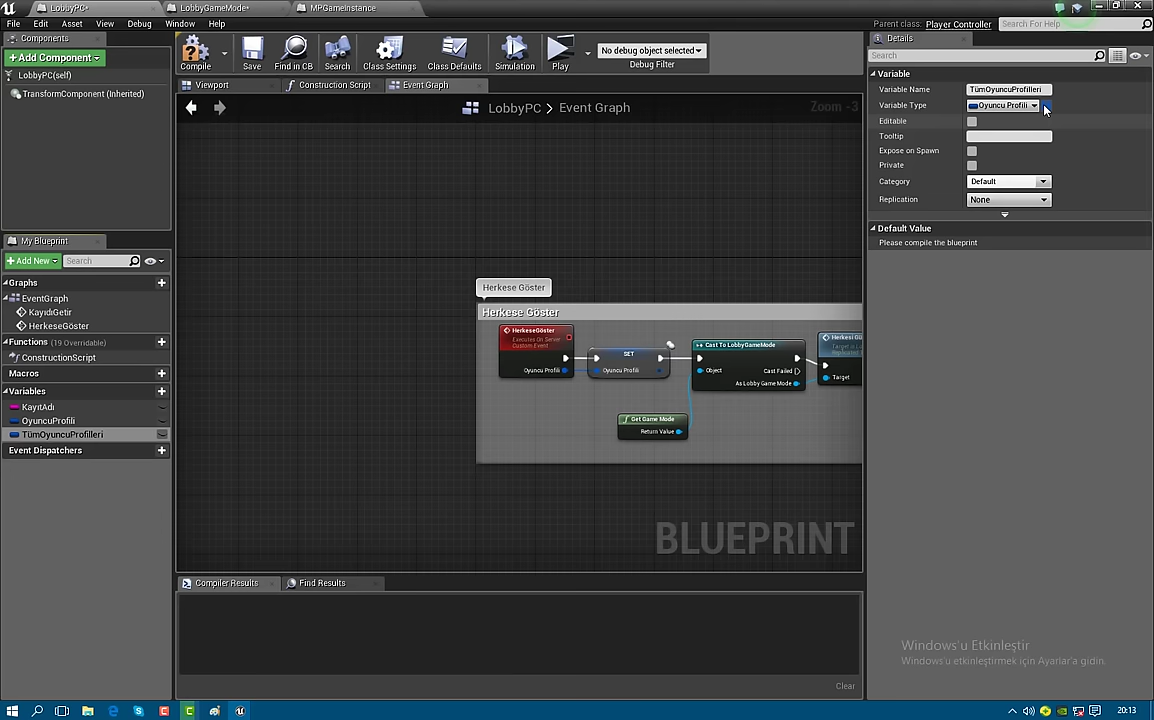 LobbyPC*
LobbyGameMode*
MPGameInstance
File Edit Asset View Debug Window Help
Parent class: Player Controller
Search For Help
Components
+Add Component
LobbyPC(self)
TransformComponent (Inherited)
Compile
Save
Find in CB
Search
Class Settings
Class Defaults
Simulation
Play
No debug object selected
Debug Filter
Viewport
Construction Script
Event Graph
LobbyPC > Event Graph
Zoom -3
My Blueprint
+Add New
Search
Graphs
EventGraph
KayıdıGetir
HerkeseGöster
Functions (19 Overridable)
ConstructionScript
Macros
Variables
KayıtAdı
OyuncuProfili
TümOyuncuProfilleri
Event Dispatchers
Herkese Göster
Herkese Göster
HerkeseGöster
Executes On Server
Custom Event
Oyuncu Profili
SET
Oyuncu Profili
Cast To LobbyGameMode
Object
Cast Failed
As Lobby Game Mode
Get Game Mode
Return Value
Target
BLUEPRINT
Compiler Results
Find Results
Clear
Details
Search
Variable
Variable Name TümOyuncuProfilleri
Variable Type Oyuncu Profili
Editable
Tooltip
Expose on Spawn
Private
Category Default
Replication None
Default Value
Please compile the blueprint
Windows'u Etkinleştir
Windows'u etkinleştirmek için Ayarlar'a gidin.
20:13